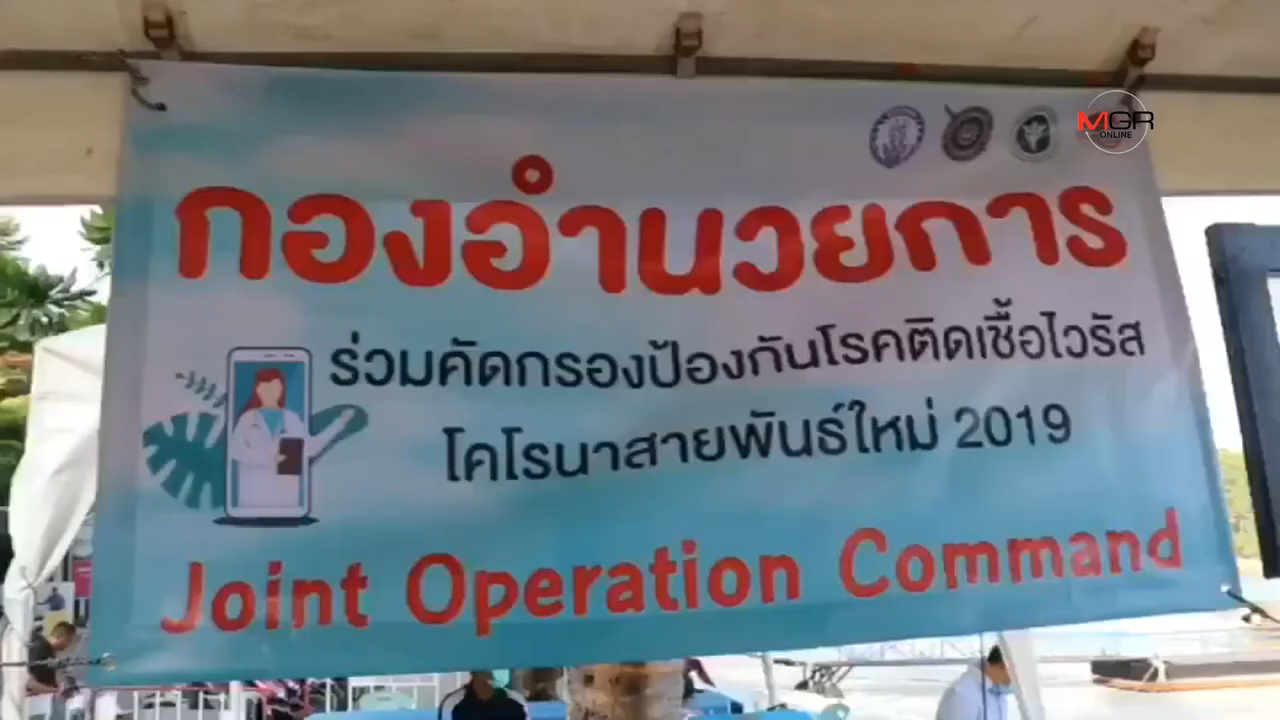 MGR
ONLINE
กองอำนวยการ
ร่วมคัดกรองป้องกันโรคติดเชื้อไวรัส
โคโรนาสายพันธ์ใหม่ 2019
Joint Operation Command